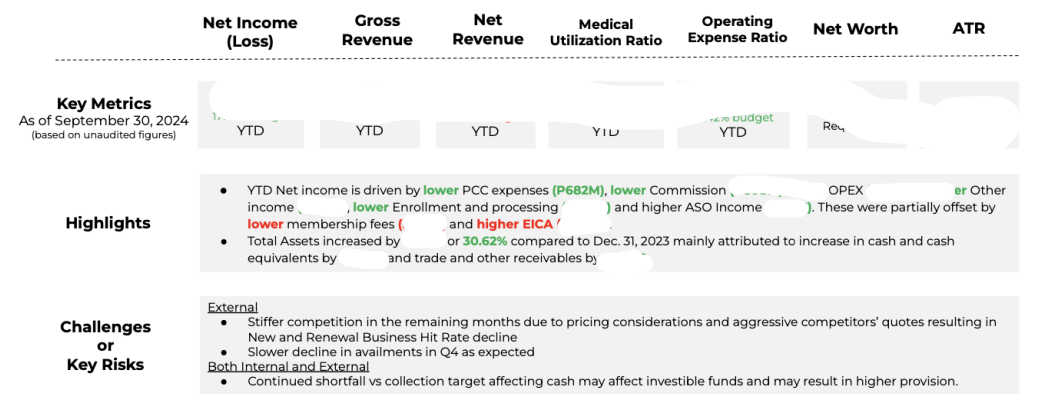 Net Income Gross Net Medical Operating Net Worth ATR
(Loss) Revenue Revenue Utilization Ratio Expense Ratio
Key Metrics
As of September 30, 2024
(based on unaudited figures)
budget
YTD YTD YTD YTD YTD
Highlights
● YTD Net income is driven by lower PCC expenses (P682M), lower Commission OPEX Other
income , lower Enrollment and processing ) and higher ASO Income ). These were partially offset by
lower membership fees ( and higher EICA (
● Total Assets increased by or 30.62% compared to Dec. 31, 2023 mainly attributed to increase in cash and cash
equivalents by and trade and other receivables by
Challenges
or
Key Risks
External
● Stiffer competition in the remaining months due to pricing considerations and aggressive competitors’ quotes resulting in
New and Renewal Business Hit Rate decline
● Slower decline in availments in Q4 as expected
Both Internal and External
● Continued shortfall vs collection target affecting cash may affect investible funds and may result in higher provision.